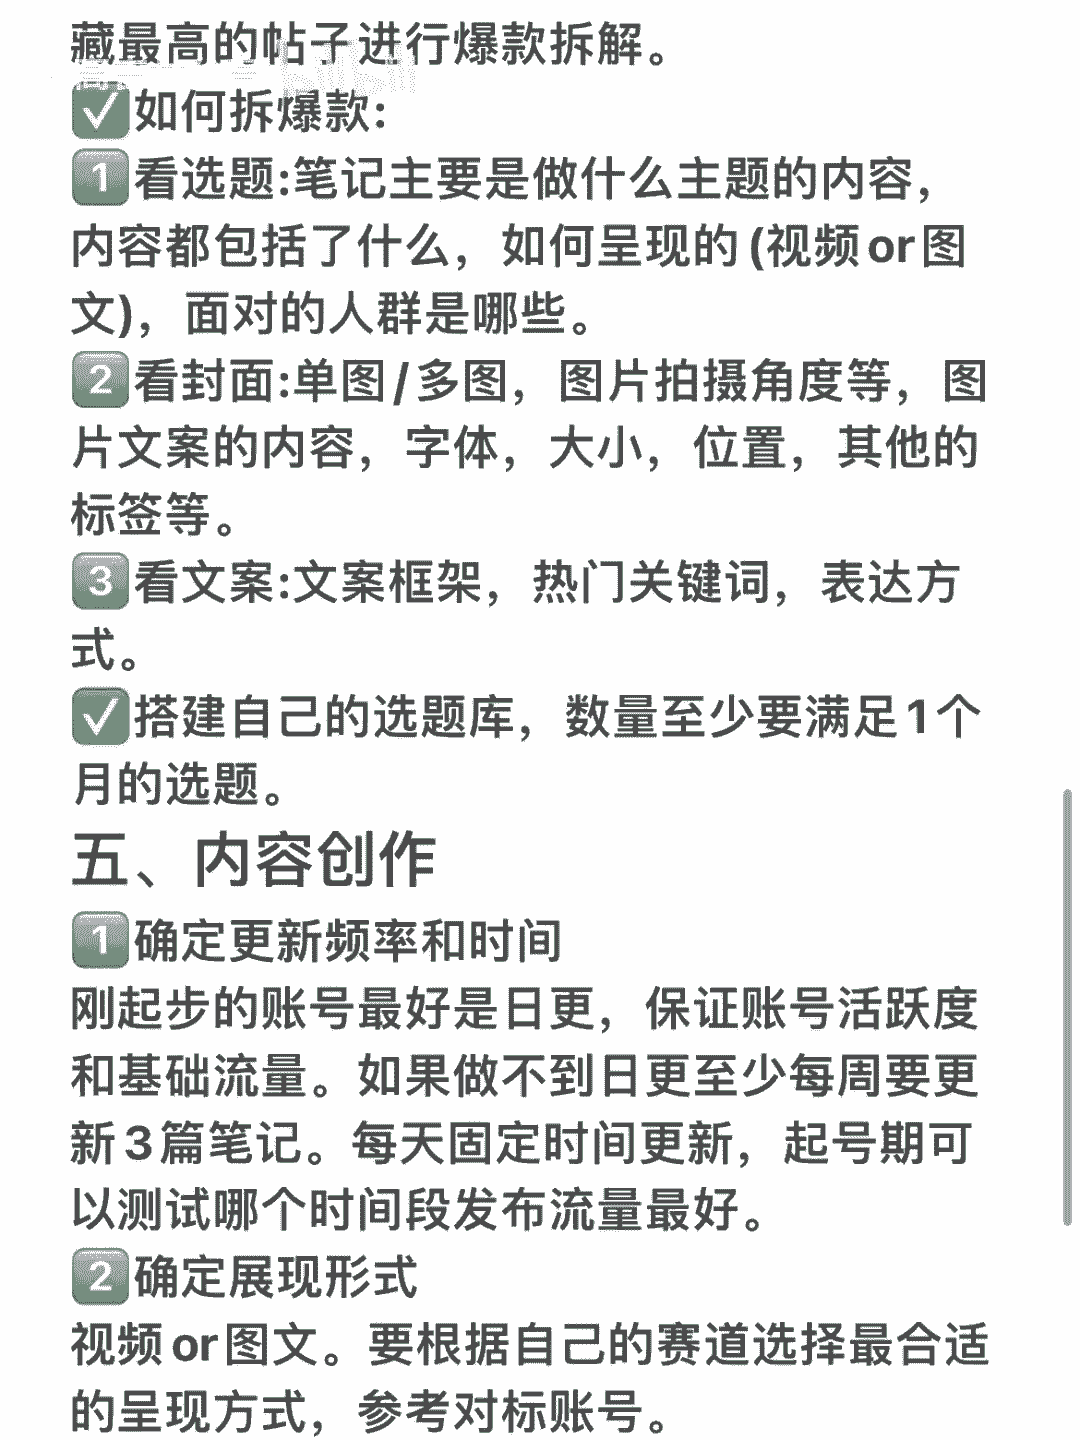 藏最高的帖子进行爆款拆解。
✅如何拆爆款:
1️⃣看选题:笔记主要是做什么主题的内容，
内容都包括了什么，如何呈现的(视频or图
文)，面对的人群是哪些。
2️⃣看封面:单图/多图，图片拍摄角度等，图
片文案的内容，字体，大小，位置，其他的
标签等。
3️⃣看文案:文案框架，热门关键词，表达方
式。
✅搭建自己的选题库，数量至少要满足1个
月的选题。
五、内容创作
1️⃣确定更新频率和时间
刚起步的账号最好是日更，保证账号活跃度
和基础流量。如果做不到日更至少每周要更
新3篇笔记。每天固定时间更新，起号期可
以测试哪个时间段发布流量最好。
2️⃣确定展现形式
视频or图文。要根据自己的赛道选择最合适
的呈现方式，参考对标账号。